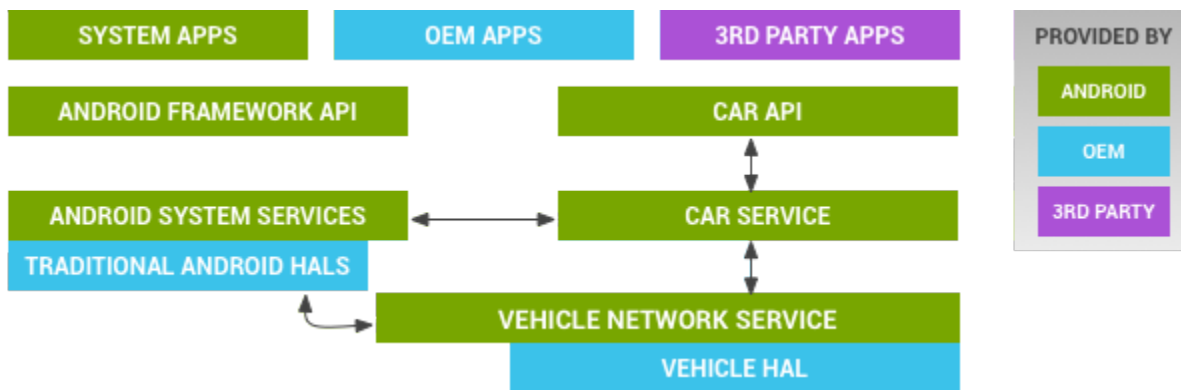 SYSTEM APPS
OEM APPS
3RD PARTY APPS
PROVIDED BY
ANDROID
OEM
3RD PARTY
ANDROID FRAMEWORK API
CAR API
ANDROID SYSTEM SERVICES
CAR SERVICE
TRADITIONAL ANDROID HALS
VEHICLE NETWORK SERVICE
VEHICLE HAL